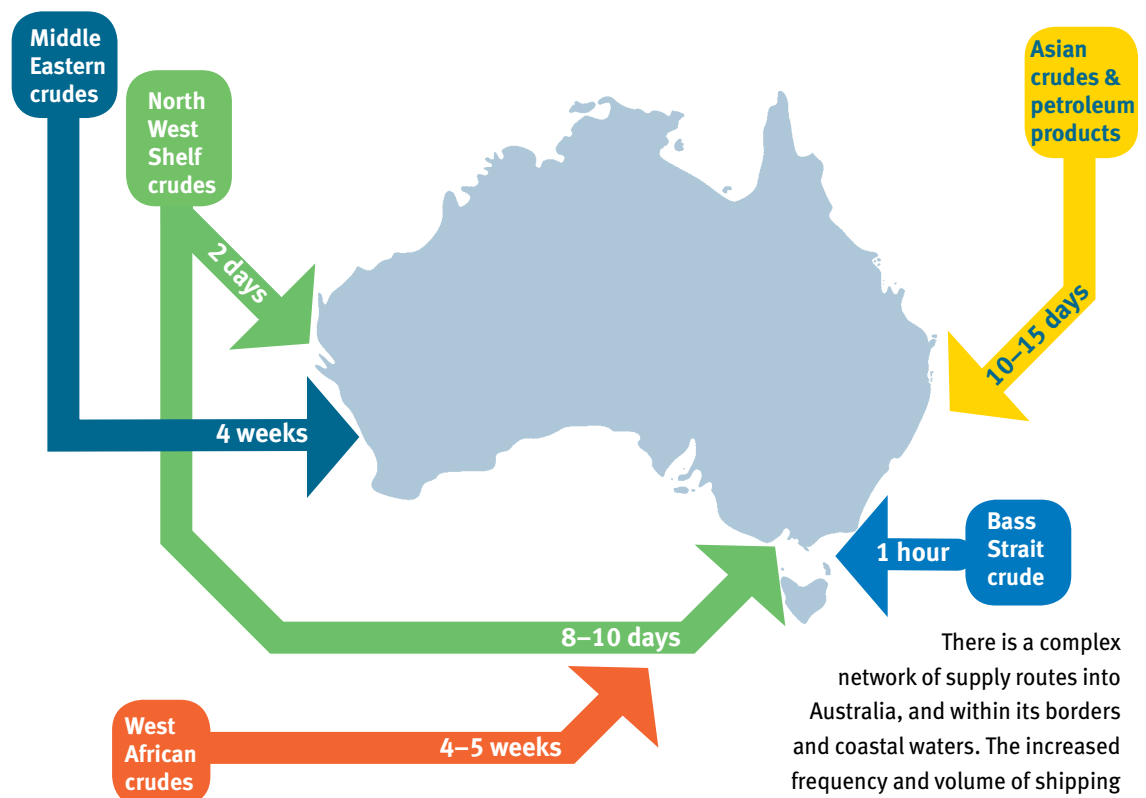 Middle
Eastern
crudes
North
West
Shelf
crudes
Asian
crudes &
petroleum
products
2 days
10–15 days
4 weeks
1 hour
Bass
Strait
crude
8–10 days
West
African
crudes
4–5 weeks
There is a complex
network of supply routes into
Australia, and within its borders
and coastal waters. The increased
frequency and volume of shipping